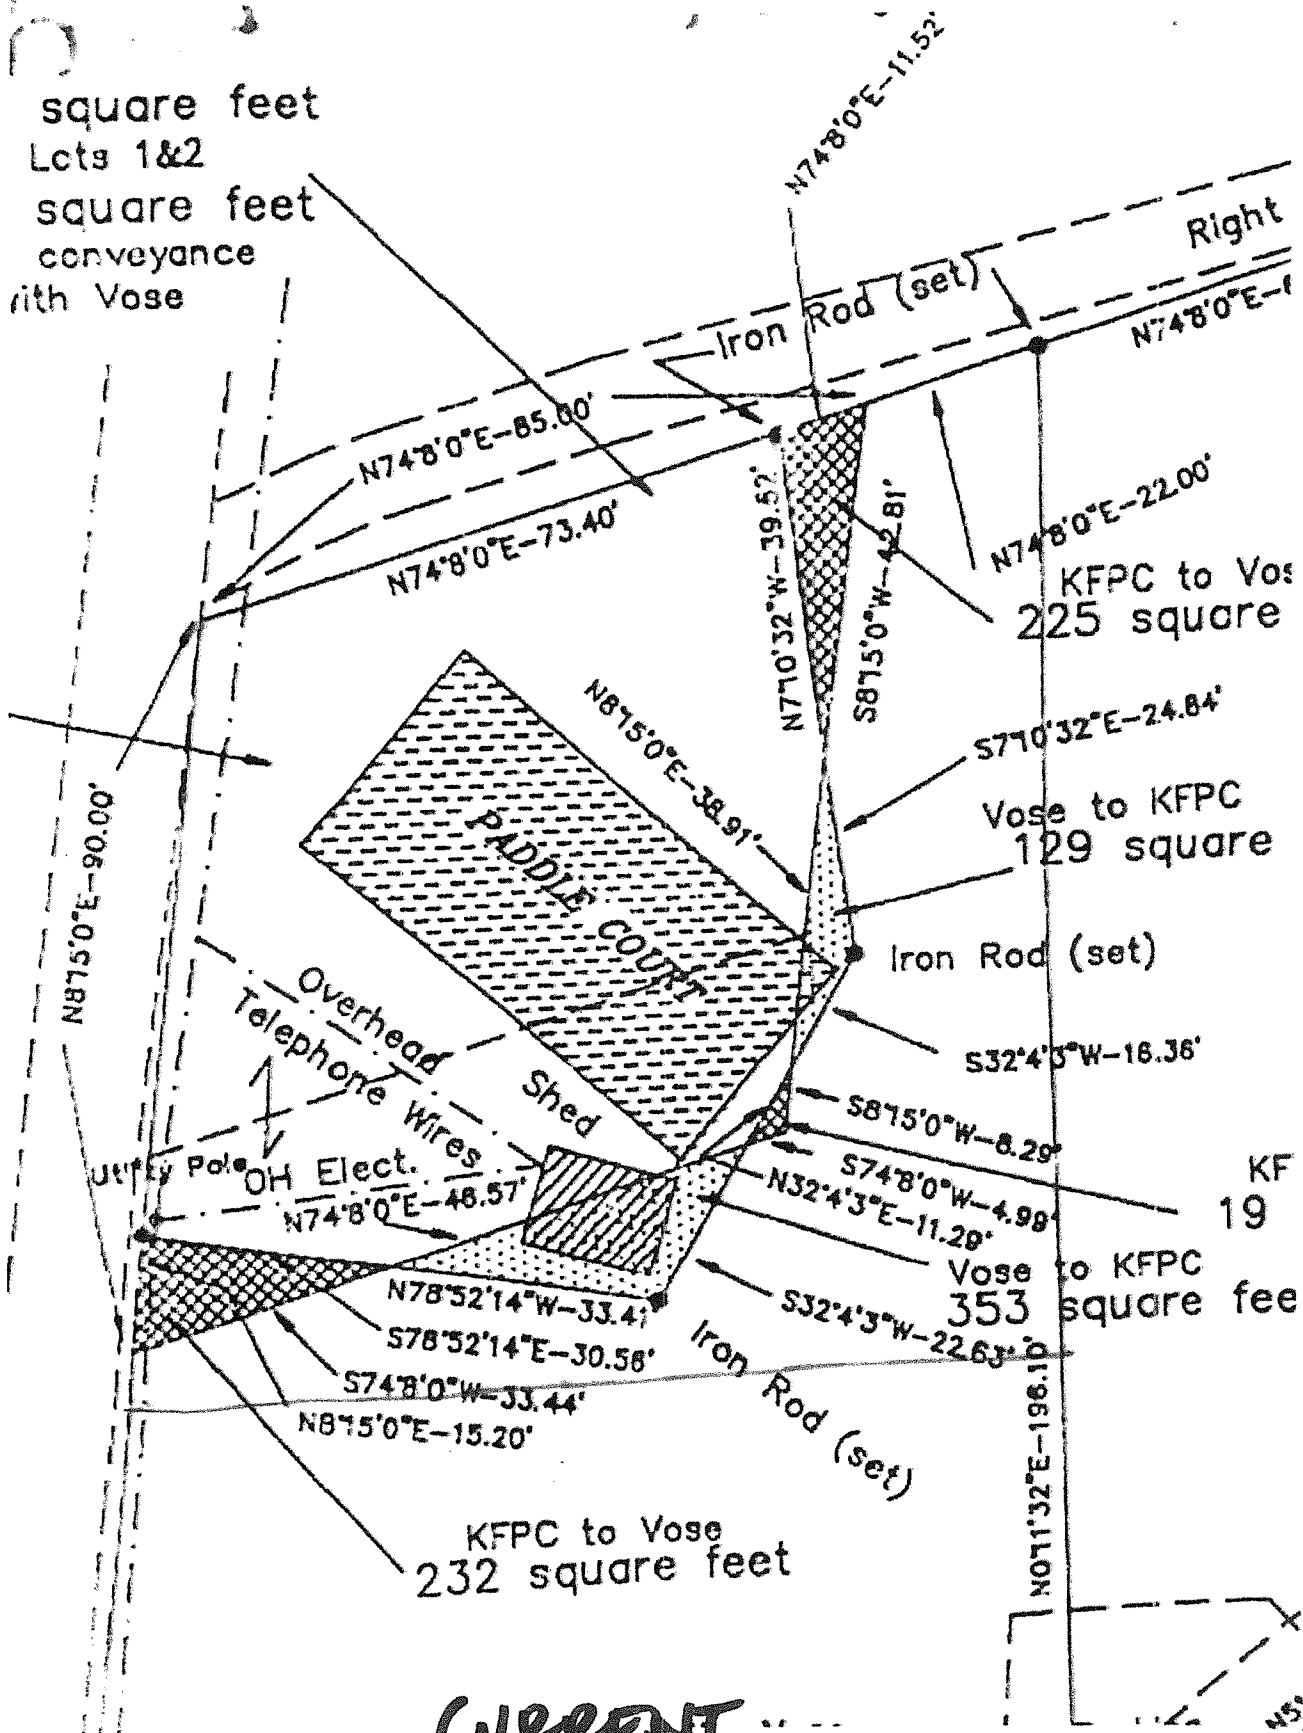 N74°8'0"E-11.52'
square feet
Lots 1&2
square feet
conveyance
Vose
Right
Iron Rod (set)
N74°8'0"E-
N74°8'0"E-85.00'
N74°8'0"E-73.40'
N7°10'32"W-39.52'
S8°15'0"W-42.81'
N74°8'0"E-22.00'
KFPC to Vos
225 square
N8°15'0"E-38.91'
S7°10'32"E-24.84'
Vose to KFPC
129 square
PADDLE COURT
N8°15'0"E-90.00'
Iron Rod (set)
Overhead
Telephone Wires
S32°4'3"W-16.36'
Shed
S8°15'0"W-6.29'
Utility Pole
OH Elect.
S74°8'0"W-4.99'
KF
19
N74°8'0"E-46.57'
N32°4'3"E-11.29'
Vose to KFPC
353 square fee
N78°52'14"W-33.4
S32°4'3"W-22.63'
S78°52'14"E-30.56'
Iron Rod (set)
S74°8'0"W-33.44'
N8°15'0"E-15.20'
N0°11'32"E-196.10'
KFPC to Vose
232 square feet
CURRENT